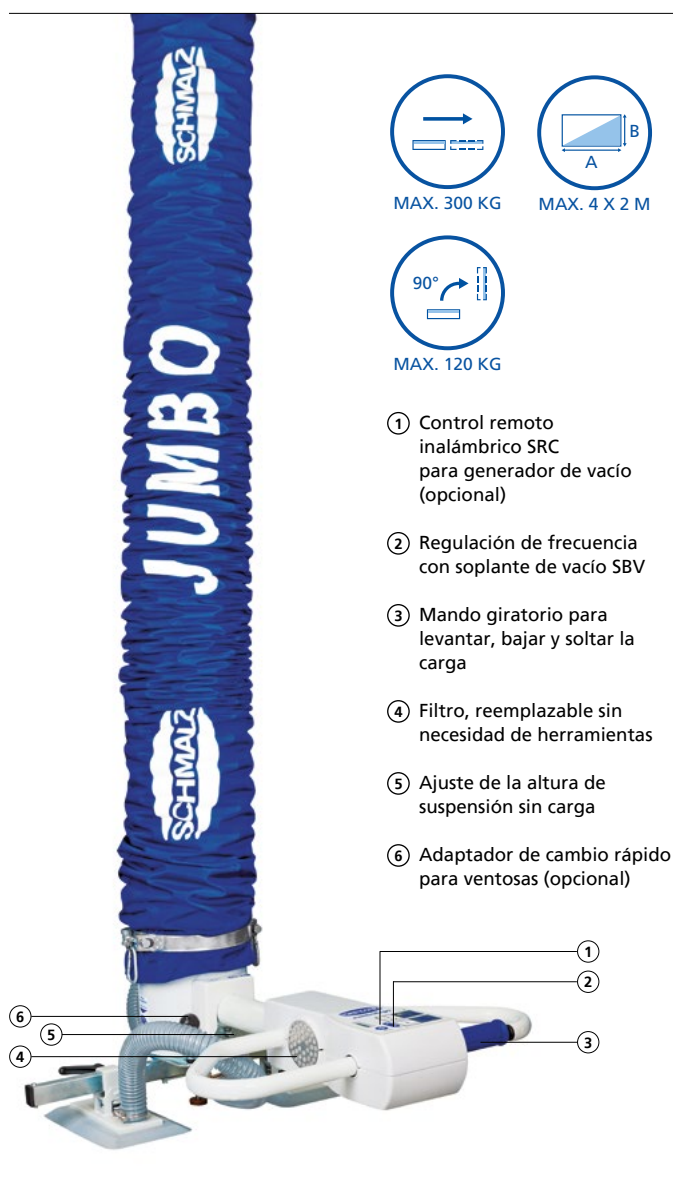 SCHMALZ
JUMBO
SCHMALZ
B
A
MAX. 300 KG
MAX. 4 X 2 M
90°
MAX. 120 KG
1 Control remoto
inalámbrico SRC
para generador de vacío
(opcional)
2 Regulación de frecuencia
con soplante de vacío SBV
3 Mando giratorio para
levantar, bajar y soltar la
carga
4 Filtro, reemplazable sin
necesidad de herramientas
5 Ajuste de la altura de
suspensión sin carga
6 Adaptador de cambio rápido
para ventosas (opcional)
1
2
6
5
3
4